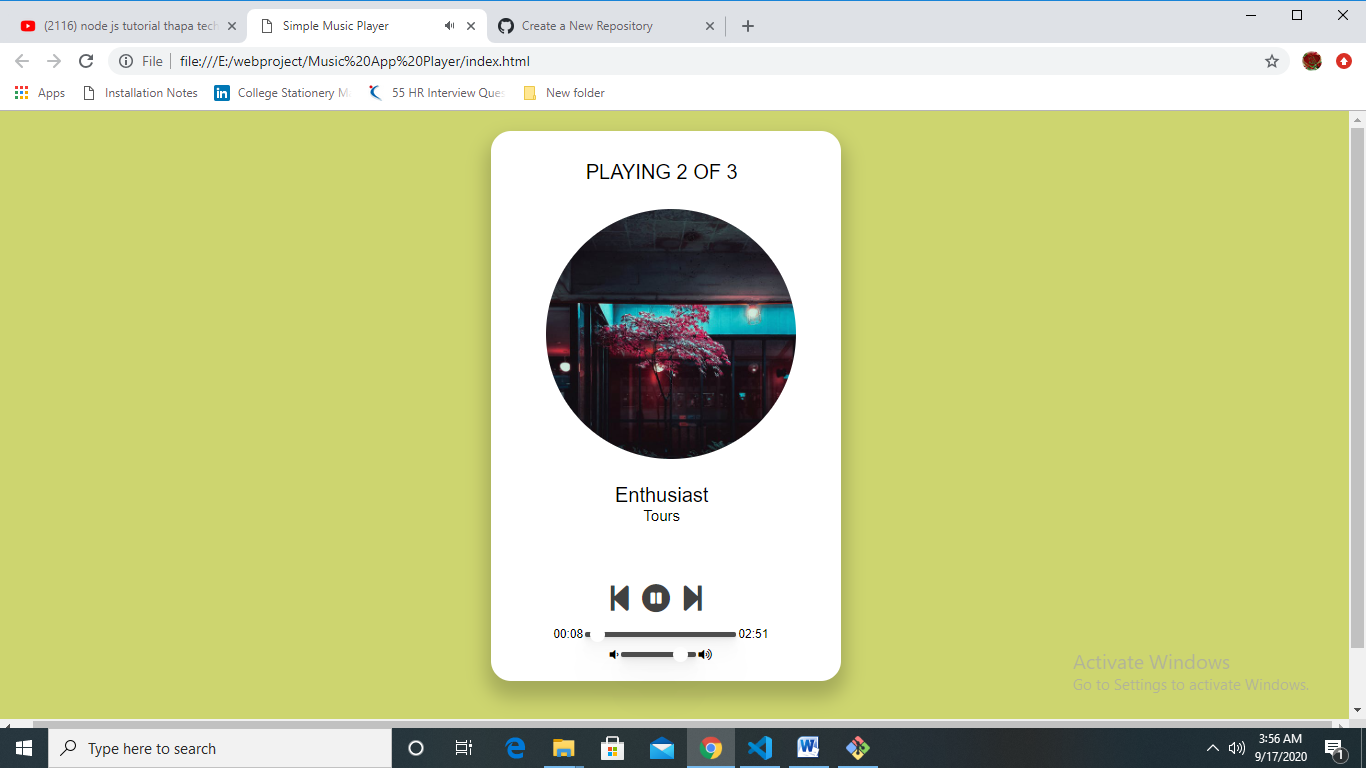 (2116) node js tutorial thapa tech
Simple Music Player
Create a New Repository
File
file:///E:/webproject/Music%20App%20Player/index.html
Apps
Installation Notes
College Stationery M
55 HR Interview Ques
New folder
PLAYING 2 OF 3
Enthusiast
Tours
00:08
02:51
Activate Windows
Go to Settings to activate Windows.
Type here to search
3:56 AM
9/17/2020
1